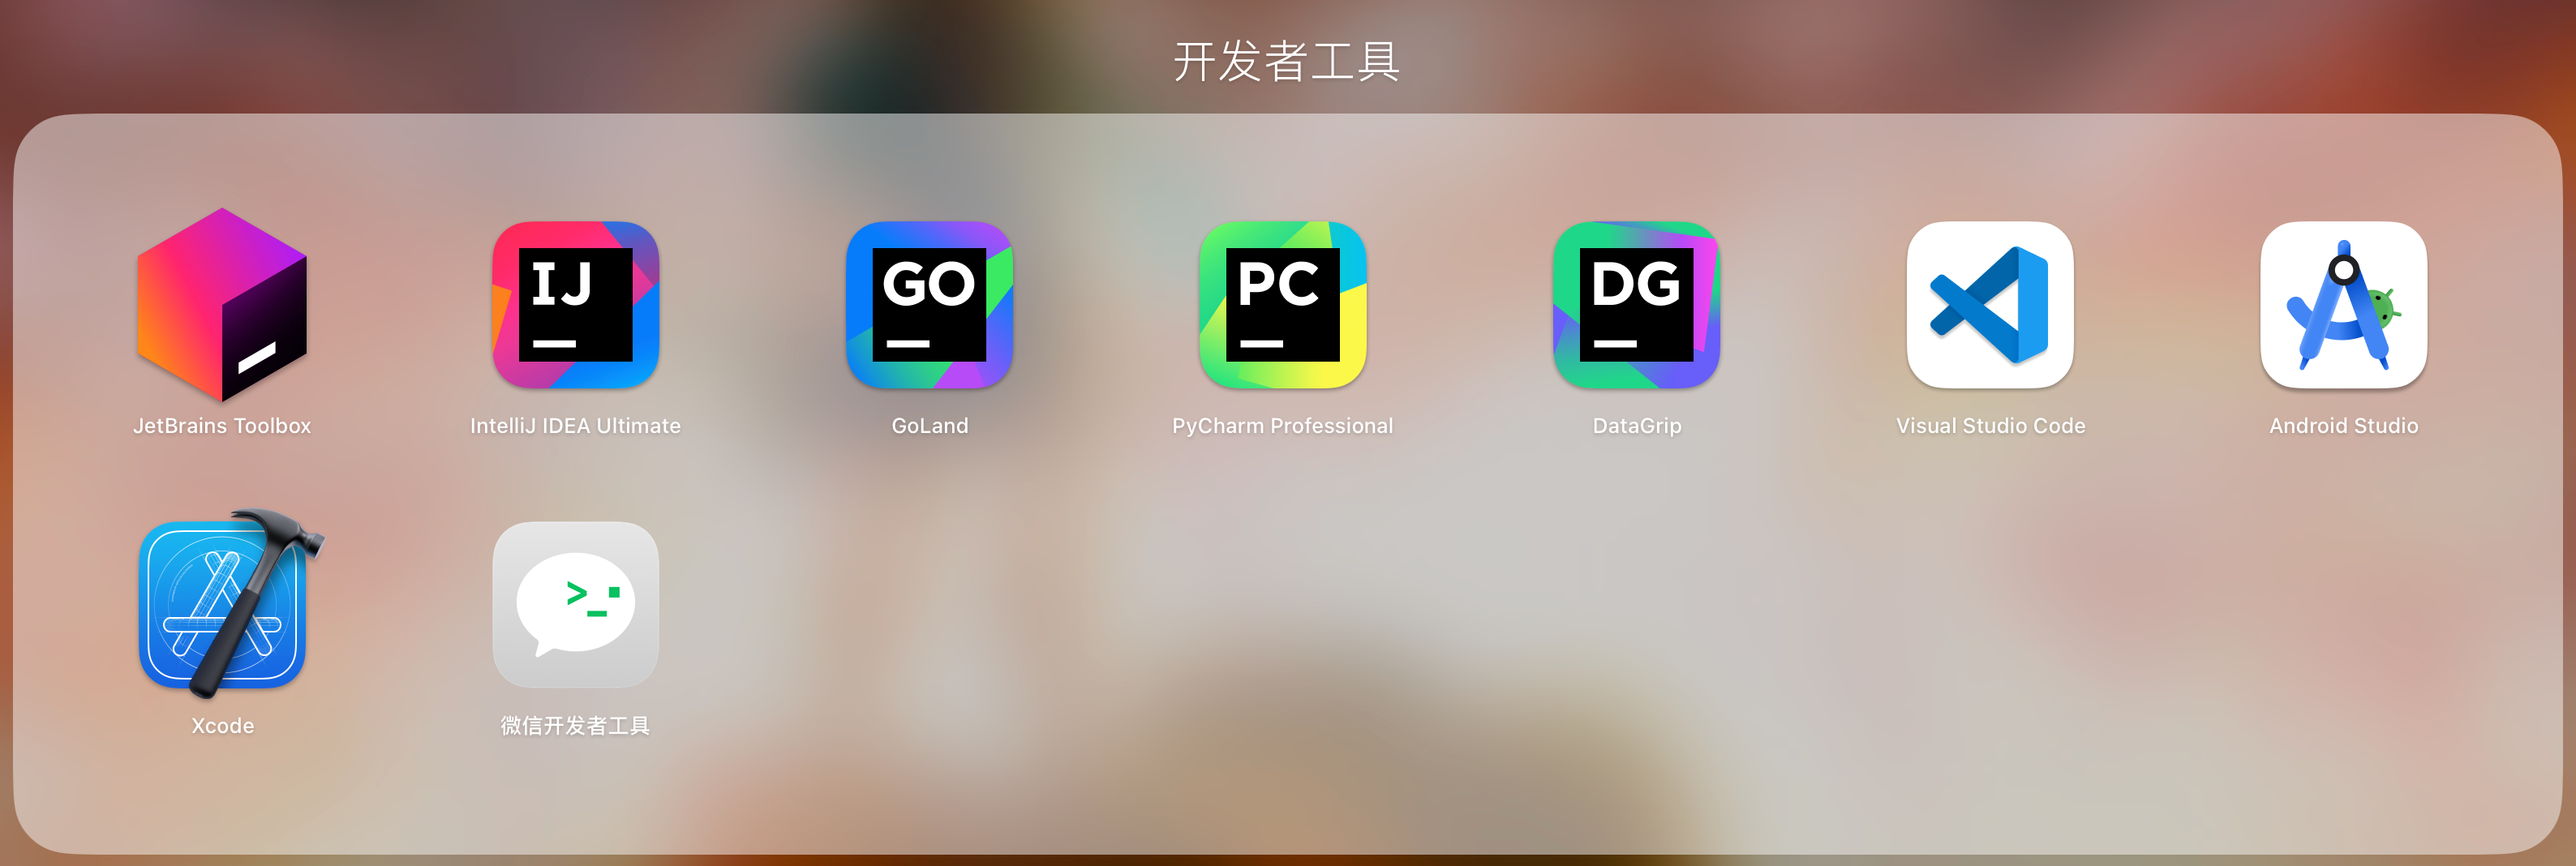 开发者工具
IJ
GO
PC
DG
JetBrains Toolbox
IntelliJ IDEA Ultimate
GoLand
PyCharm Professional
DataGrip
Visual Studio Code
Android Studio
>_
Xcode
微信开发者工具